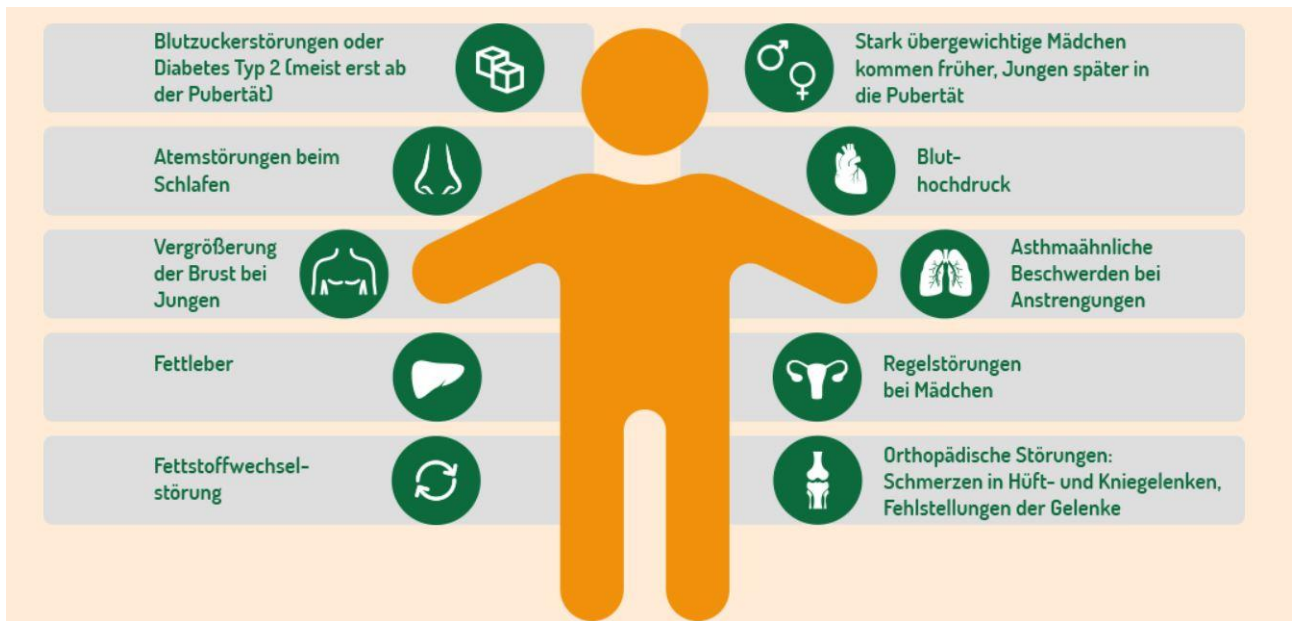 Blutzuckerstörungen oder
Diabetes Typ 2 (meist erst ab
der Pubertät)
Atemstörungen beim
Schlafen
Vergrößerung
der Brust bei
Jungen
Fettleber
Fettstoffwechsel-
störung
Stark übergewichtige Mädchen
kommen früher, Jungen später in
die Pubertät
Blut-
hochdruck
Asthmaähnliche
Beschwerden bei
Anstrengungen
Regelstörungen
bei Mädchen
Orthopädische Störungen:
Schmerzen in Hüft- und Kniegelenken,
Fehlstellungen der Gelenke